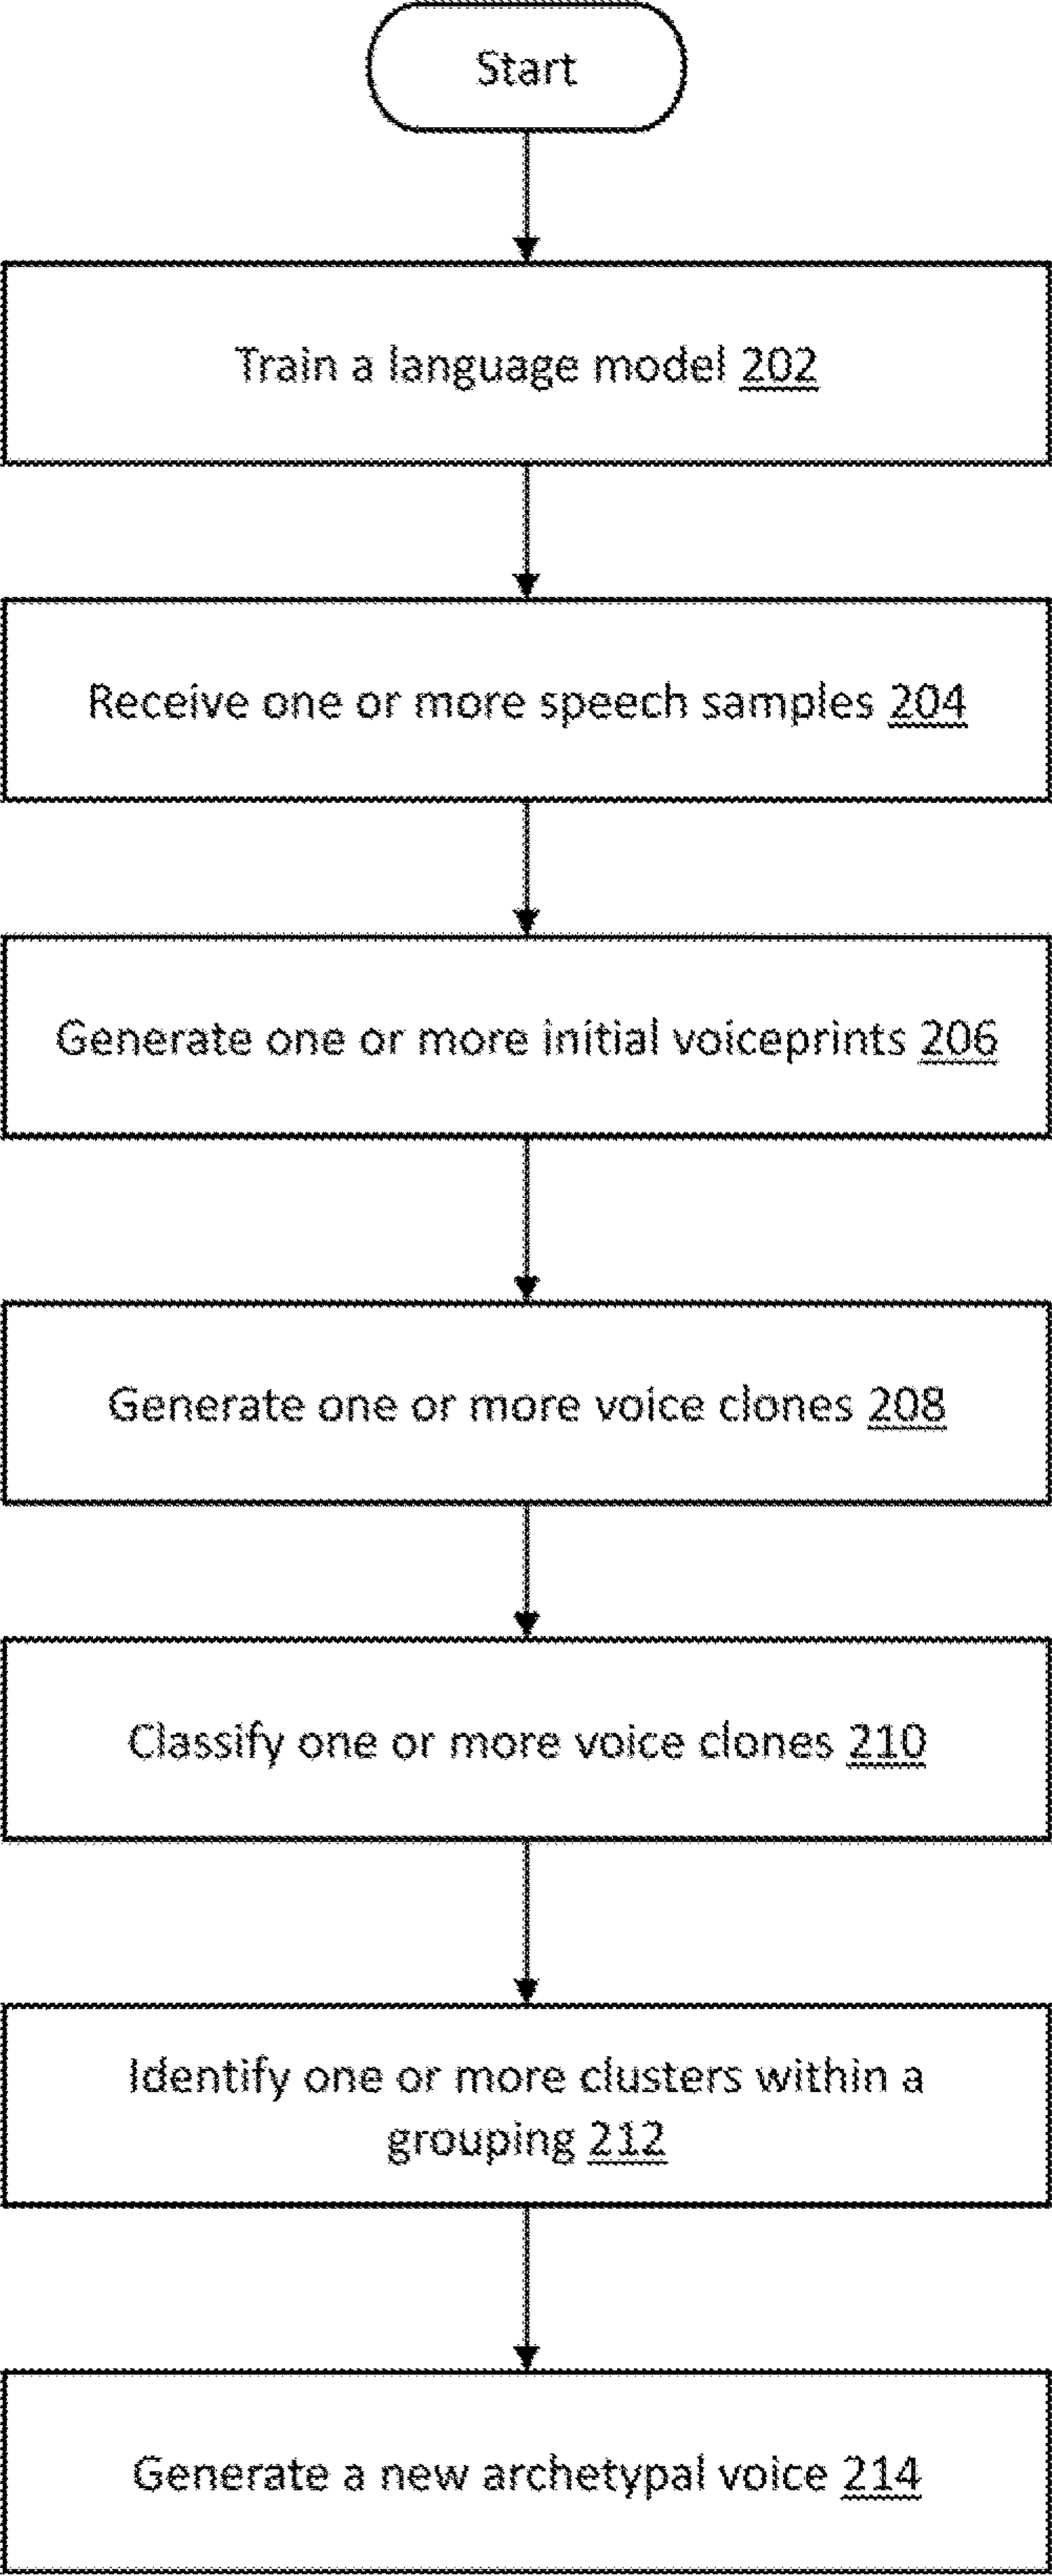 Start
Train a language model 202
Receive one or more speech samples 204
Generate one or more initial voiceprints 206
Generate one or more voice clones 208
Classify one or more voice clones 210
Identify one or more clusters within a
grouping 212
Generate a new archetypal voice 214